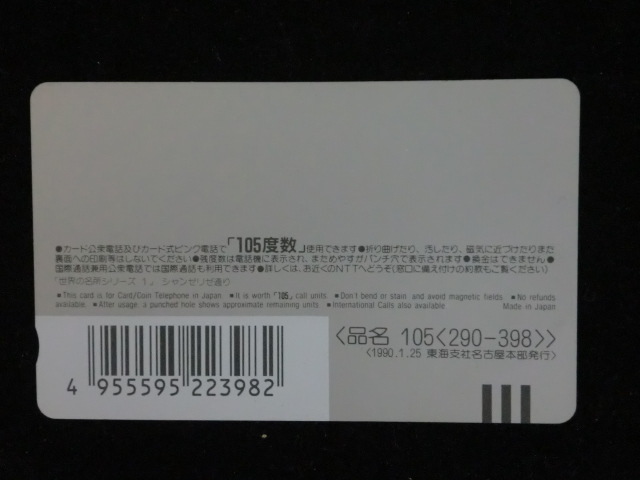 ●カード公衆電話及びカード式ピンク電話で「105度数」使用できます●折り曲げたり、汚したり、磁気に近づけたりまた
裏面への印刷等はしないでください●残度数は電話機に表示され、まためやすがパンチ穴で表示されます●換金はできません●
国際通話兼用公衆電話では国際通話も利用できます●詳しくは、お近くのNTTへどうぞ(窓口に備え付けの約款もご覧ください)
「世界の名所シリーズ 1」 シャンゼリゼ通り
■This card is for Card/Coin Telephone in Japan. ■It is worth「105」call units. ■Don't bend or stain and avoid magnetic fields ■No refunds
available. ■After usage a punched hole shows approximate remaining units. ■International Calls also available. Made in Japan
〈品名 105〈290-398〉〉
〈1990.1.25 東海支社名古屋本部発行〉
4 955595 223982